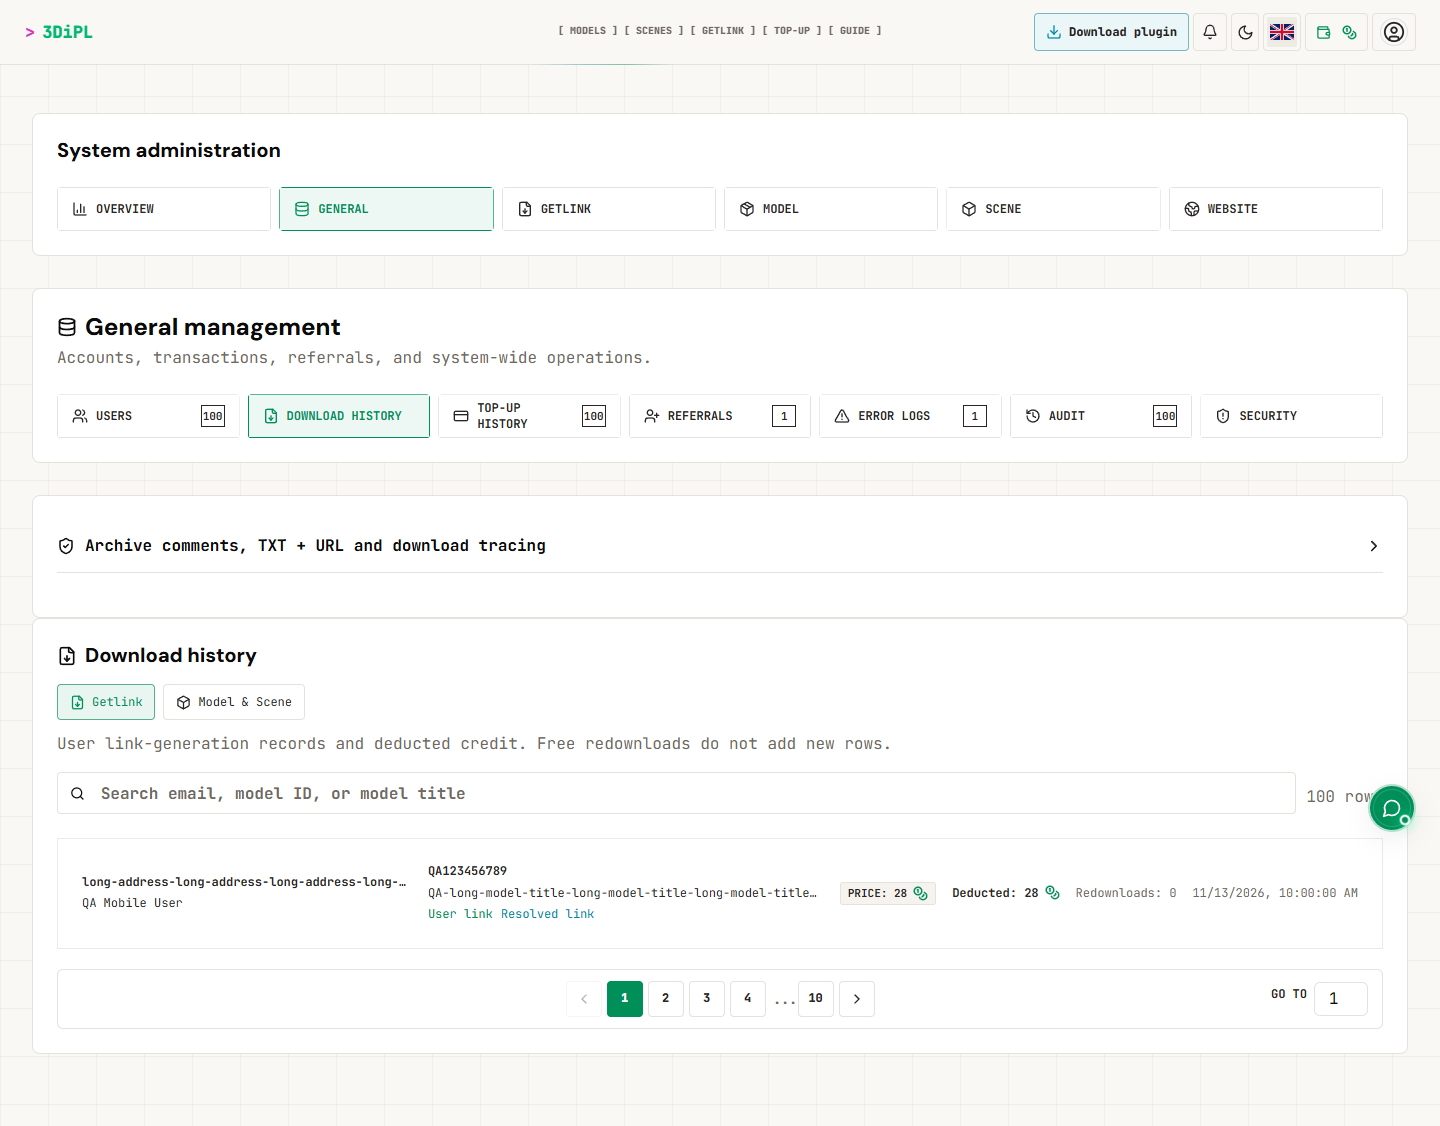 > 3DiPL
[ MODELS ] [ SCENES ] [ GETLINK ] [ TOP-UP ] [ GUIDE ]
Download plugin
System administration
OVERVIEW
GENERAL
GETLINK
MODEL
SCENE
WEBSITE
General management
Accounts, transactions, referrals, and system-wide operations.
USERS 100
DOWNLOAD HISTORY
TOP-UP
HISTORY
100
REFERRALS 1
ERROR LOGS 1
AUDIT 100
SECURITY
Archive comments, TXT + URL and download tracing
Download history
Getlink
Model & Scene
User link-generation records and deducted credit. Free redownloads do not add new rows.
Search email, model ID, or model title
100
long-address-long-address-long-address-long-…
QA Mobile User
QA123456789
QA-long-model-title-long-model-title-long-model-title…
User link Resolved link
PRICE: 28
Deducted: 28
Redownloads: 0
11/13/2026, 10:00:00 AM
1 2 3 4 ... 10
GO TO 1